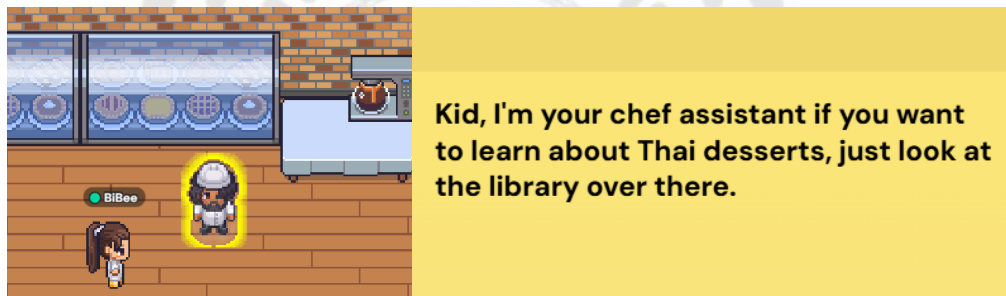 BiBee
Kid, I'm your chef assistant if you want
to learn about Thai desserts, just look at
the library over there.